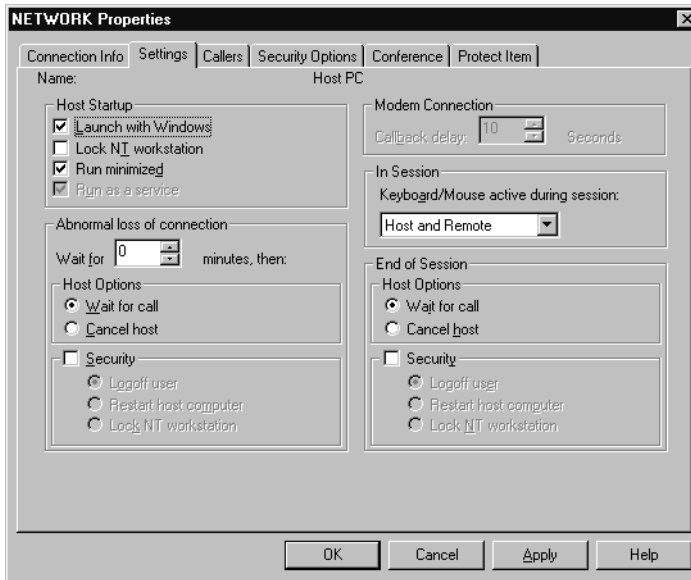 NETWORK Properties
Connection Info Settings Callers Security Options Conference Protect Item
Name: Host PC
Host Startup
Launch with Windows
Lock NT workstation
Run minimized
Run as a service
Modem Connection
Callback delay: 10 Seconds
In Session
Keyboard/Mouse active during session:
Host and Remote
Abnormal loss of connection
Wait for 0 minutes, then:
Host Options
Wait for call
Cancel host
Security
Logoff user
Restart host computer
Lock NT workstation
End of Session
Host Options
Wait for call
Cancel host
Security
Logoff user
Restart host computer
Lock NT workstation
OK Cancel Apply Help